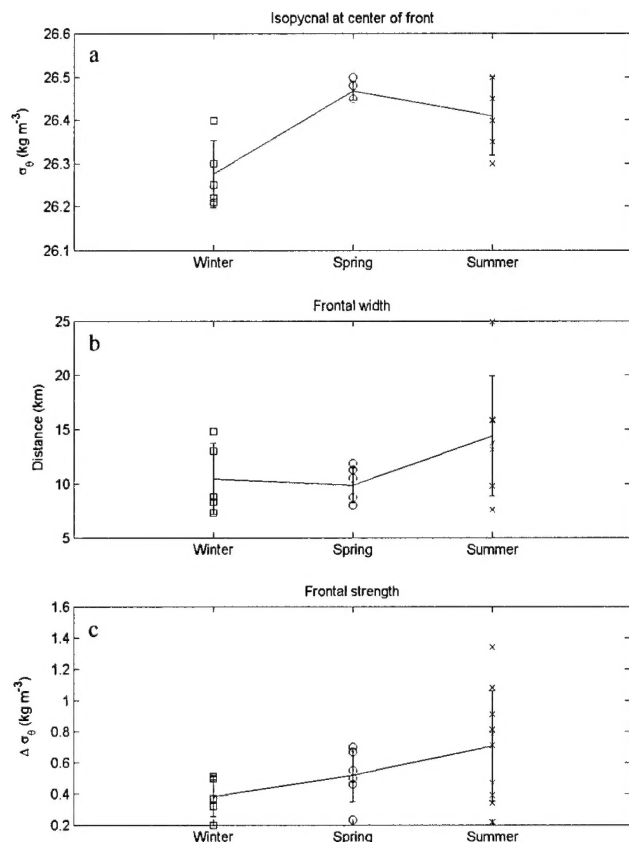 Isopycnal at center of front
a
26.6
26.5
26.4
26.3
26.2
26.1
σθ (kg m-3)
Winter Spring Summer
Frontal width
b
25
20
15
10
5
Distance (km)
Winter Spring Summer
Frontal strength
c
1.6
1.4
1.2
1
0.8
0.6
0.4
0.2
Δ σθ (kg m-3)
Winter Spring Summer